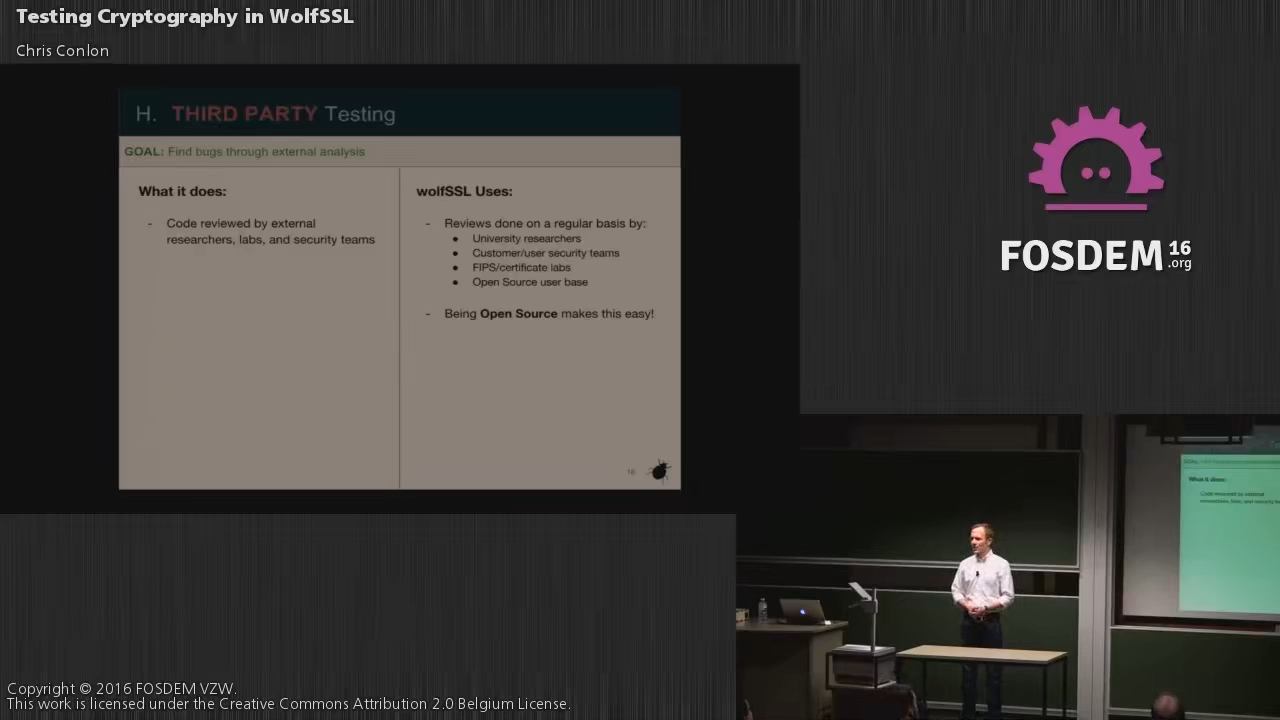 Testing Cryptography in WolfSSL
Chris Conlon
H. THIRD PARTY Testing
GOAL: Find bugs through external analysis
What it does:
- Code reviewed by external
researchers, labs, and security teams
wolfSSL Uses:
- Reviews done on a regular basis by:
● University researchers
● Customer/user security teams
● FIPS/certificate labs
● Open Source user base
- Being Open Source makes this easy!
FOSDEM 16
.org
What it does:
Copyright © 2016 FOSDEM VZW.
This work is licensed under the Creative Commons Attribution 2.0 Belgium License.